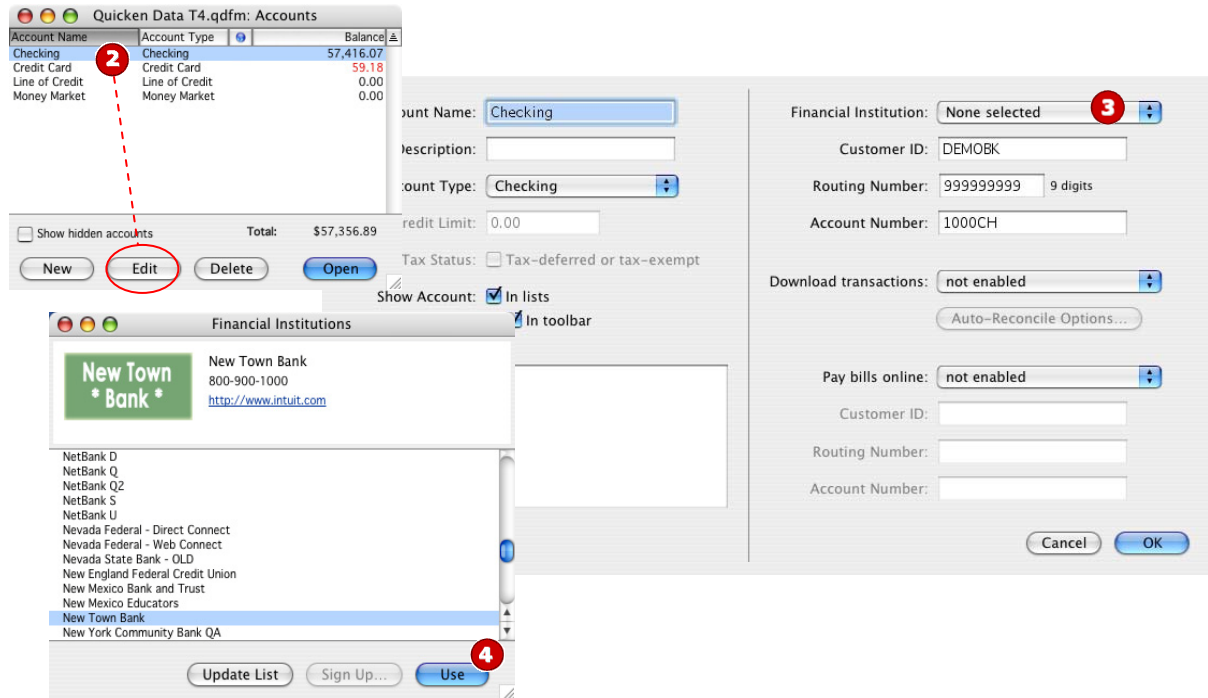 Quicken Data T4.qdfm: Accounts
Account Name Account Type Balance
Checking Checking 57,416.07
Credit Card Credit Card 59.18
Line of Credit Line of Credit 0.00
Money Market Money Market 0.00
2
Show hidden accounts Total: $57,356.89
New Edit Delete Open
ount Name: Checking
Description:
count Type: Checking
redit Limit: 0.00
Tax Status: Tax-deferred or tax-exempt
Show Account: In lists
In toolbar
Financial Institution: None selected
3
Customer ID: DEMOBK
Routing Number: 999999999 9 digits
Account Number: 1000CH
Download transactions: not enabled
Auto-Reconcile Options...
Pay bills online: not enabled
Customer ID:
Routing Number:
Account Number:
Cancel OK
Financial Institutions
New Town
* Bank *
New Town Bank
800-900-1000
http://www.intuit.com
NetBank D
NetBank Q
NetBank Q2
NetBank S
NetBank U
Nevada Federal - Direct Connect
Nevada Federal - Web Connect
Nevada State Bank - OLD
New England Federal Credit Union
New Mexico Bank and Trust
New Mexico Educators
New Town Bank
New York Community Bank QA
4
Update List Sign Up... Use